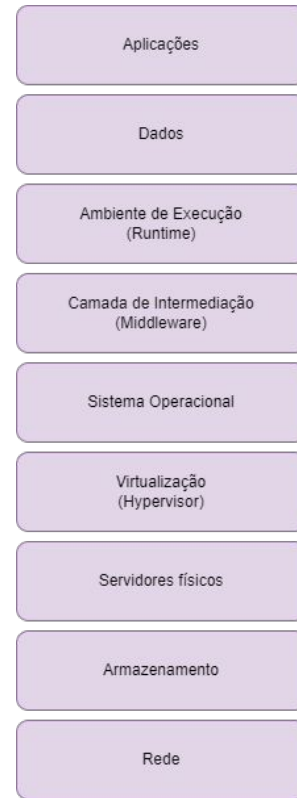 Aplicações
Dados
Ambiente de Execução
(Runtime)
Camada de Intermediação
(Middleware)
Sistema Operacional
Virtualização
(Hypervisor)
Servidores físicos
Armazenamento
Rede